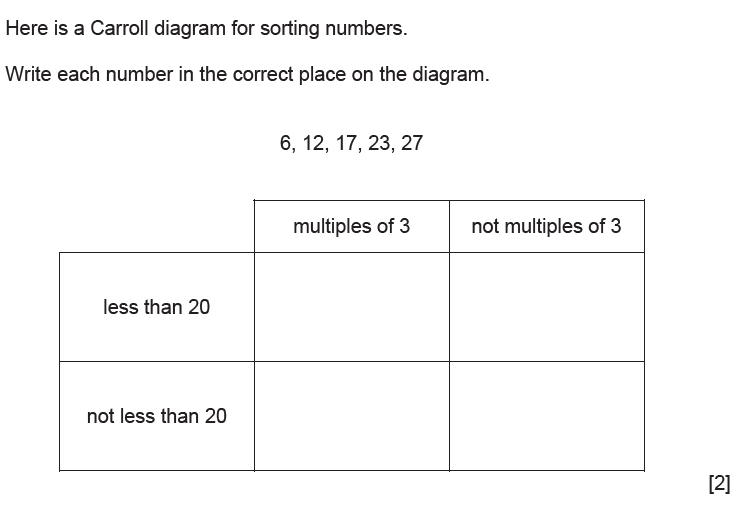 Here is a Carroll diagram for sorting numbers.
Write each number in the correct place on the diagram.
6, 12, 17, 23, 27
multiples of 3
not multiples of 3
less than 20
not less than 20
[2]